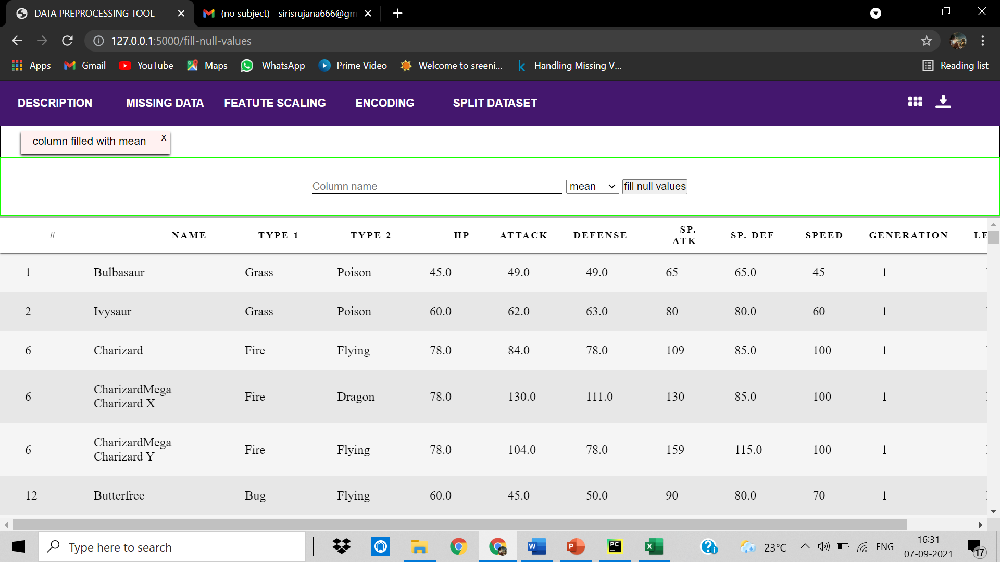 DATA PREPROCESSING TOOL
(no subject) - sirisrujana666@gm
127.0.0.1:5000/fill-null-values
Apps Gmail YouTube Maps WhatsApp Prime Video Welcome to sreeni... Handling Missing V... Reading list
DESCRIPTION MISSING DATA FEATUTE SCALING ENCODING SPLIT DATASET
column filled with mean x
Column name mean fill null values
# NAME TYPE 1 TYPE 2 HP ATTACK DEFENSE SP. ATK SP. DEF SPEED GENERATION LE
1 Bulbasaur Grass Poison 45.0 49.0 49.0 65 65.0 45 1
2 Ivysaur Grass Poison 60.0 62.0 63.0 80 80.0 60 1
6 Charizard Fire Flying 78.0 84.0 78.0 109 85.0 100 1
6 CharizardMega Charizard X Fire Dragon 78.0 130.0 111.0 130 85.0 100 1
6 CharizardMega Charizard Y Fire Flying 78.0 104.0 78.0 159 115.0 100 1
12 Butterfree Bug Flying 60.0 45.0 50.0 90 80.0 70 1
Type here to search
PC
23°C
ENG
16:31
07-09-2021
17